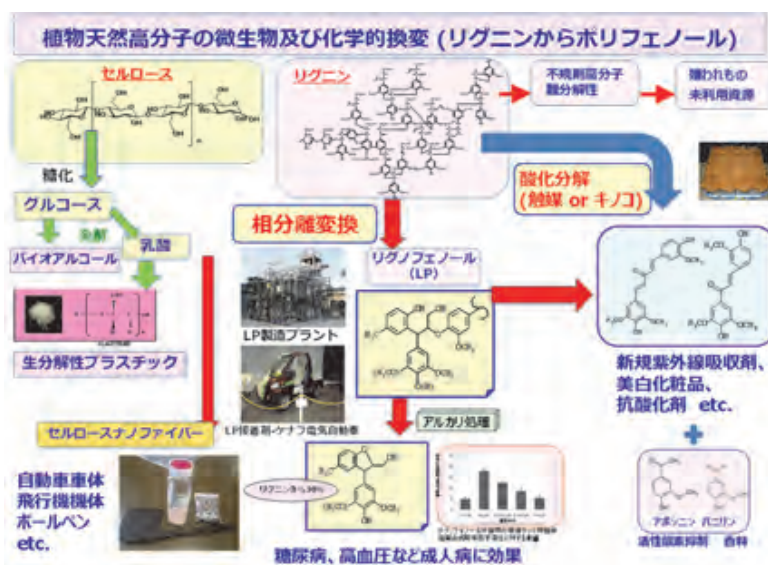 植物天然高分子の微生物及び化学的換変 (リグニンからポリフェノール)
セルロース
リグニン
不規則高分子
難分解性
嫌われもの
未利用資源
糖化
グルコース
発酵
バイオアルコール
乳酸
生分解性プラスチック
セルロースナノファイバー
自動車車体
飛行機機体
ボールペン
etc.
相分離変換
リグノフェノール
(LP)
LP製造プラント
LP接着剤-ケナフ電気自動車
アルカリ処理
リグニンから30%
糖尿病、高血圧など成人病に効果
酸化分解
(触媒 or キノコ)
新規紫外線吸収剤、
美白化粧品、
抗酸化剤 etc.
+
アポシニン バニリン
活性酸素抑制 香料